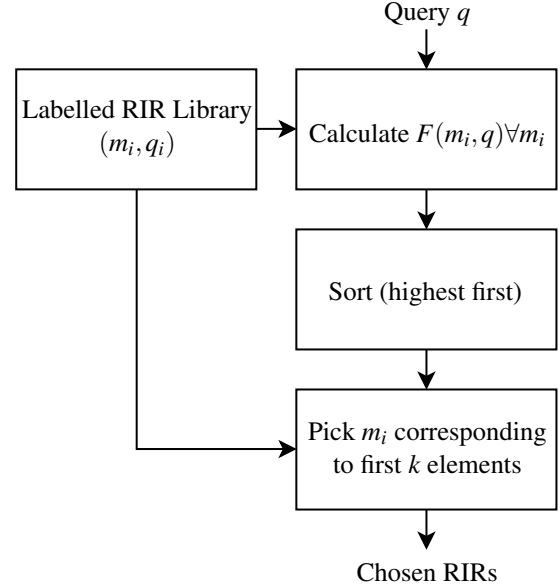 Query q
Labelled RIR Library
(m_i, q_i)
Calculate F(m_i, q)∀m_i
Sort (highest first)
Pick m_i corresponding
to first k elements
Chosen RIRs